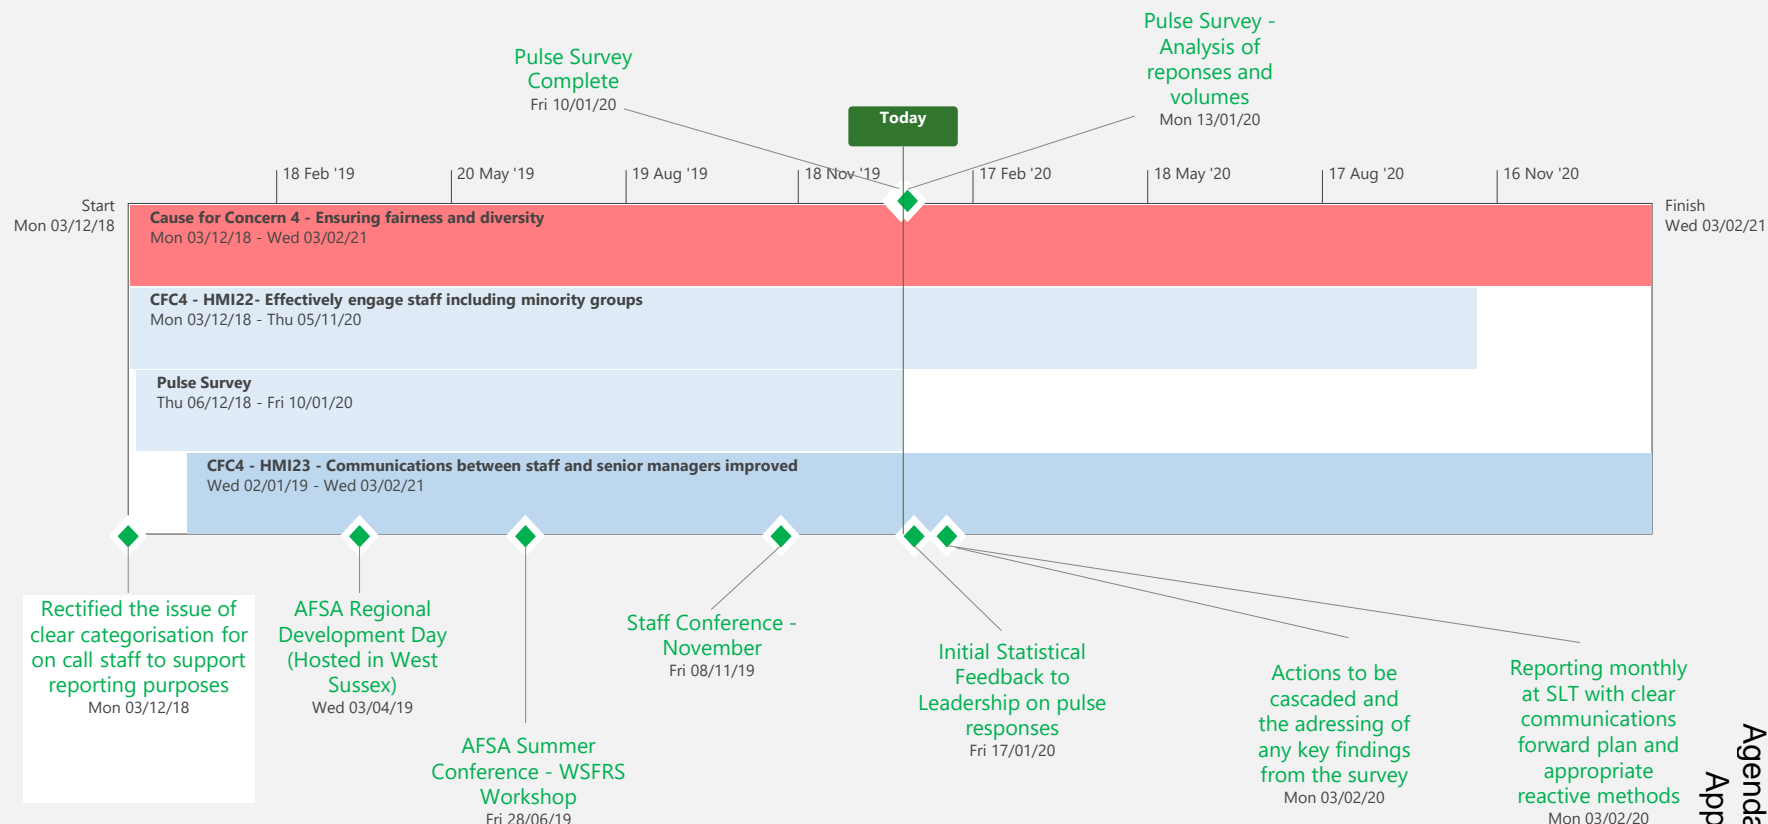 Pulse Survey
Complete
Fri 10/01/20
Pulse Survey -
Analysis of
reponses and
volumes
Mon 13/01/20
Today
18 Feb '19
20 May '19
19 Aug '19
18 Nov '19
17 Feb '20
18 May '20
17 Aug '20
16 Nov '20
Start
Mon 03/12/18
Finish
Wed 03/02/21
Cause for Concern 4 - Ensuring fairness and diversity
Mon 03/12/18 - Wed 03/02/21
CFC4 - HMI22- Effectively engage staff including minority groups
Mon 03/12/18 - Thu 05/11/20
Pulse Survey
Thu 06/12/18 - Fri 10/01/20
CFC4 - HMI23 - Communications between staff and senior managers improved
Wed 02/01/19 - Wed 03/02/21
Rectified the issue of
clear categorisation for
on call staff to support
reporting purposes
Mon 03/12/18
AFSA Regional
Development Day
(Hosted in West
Sussex)
Wed 03/04/19
AFSA Summer
Conference - WSFRS
Workshop
Fri 28/06/19
Staff Conference -
November
Fri 08/11/19
Initial Statistical
Feedback to
Leadership on pulse
responses
Fri 17/01/20
Actions to be
cascaded and
the adressing of
any key findings
from the survey
Mon 03/02/20
Reporting monthly
at SLT with clear
communications
forward plan and
appropriate
reactive methods
Mon 03/02/20
Agenda
App